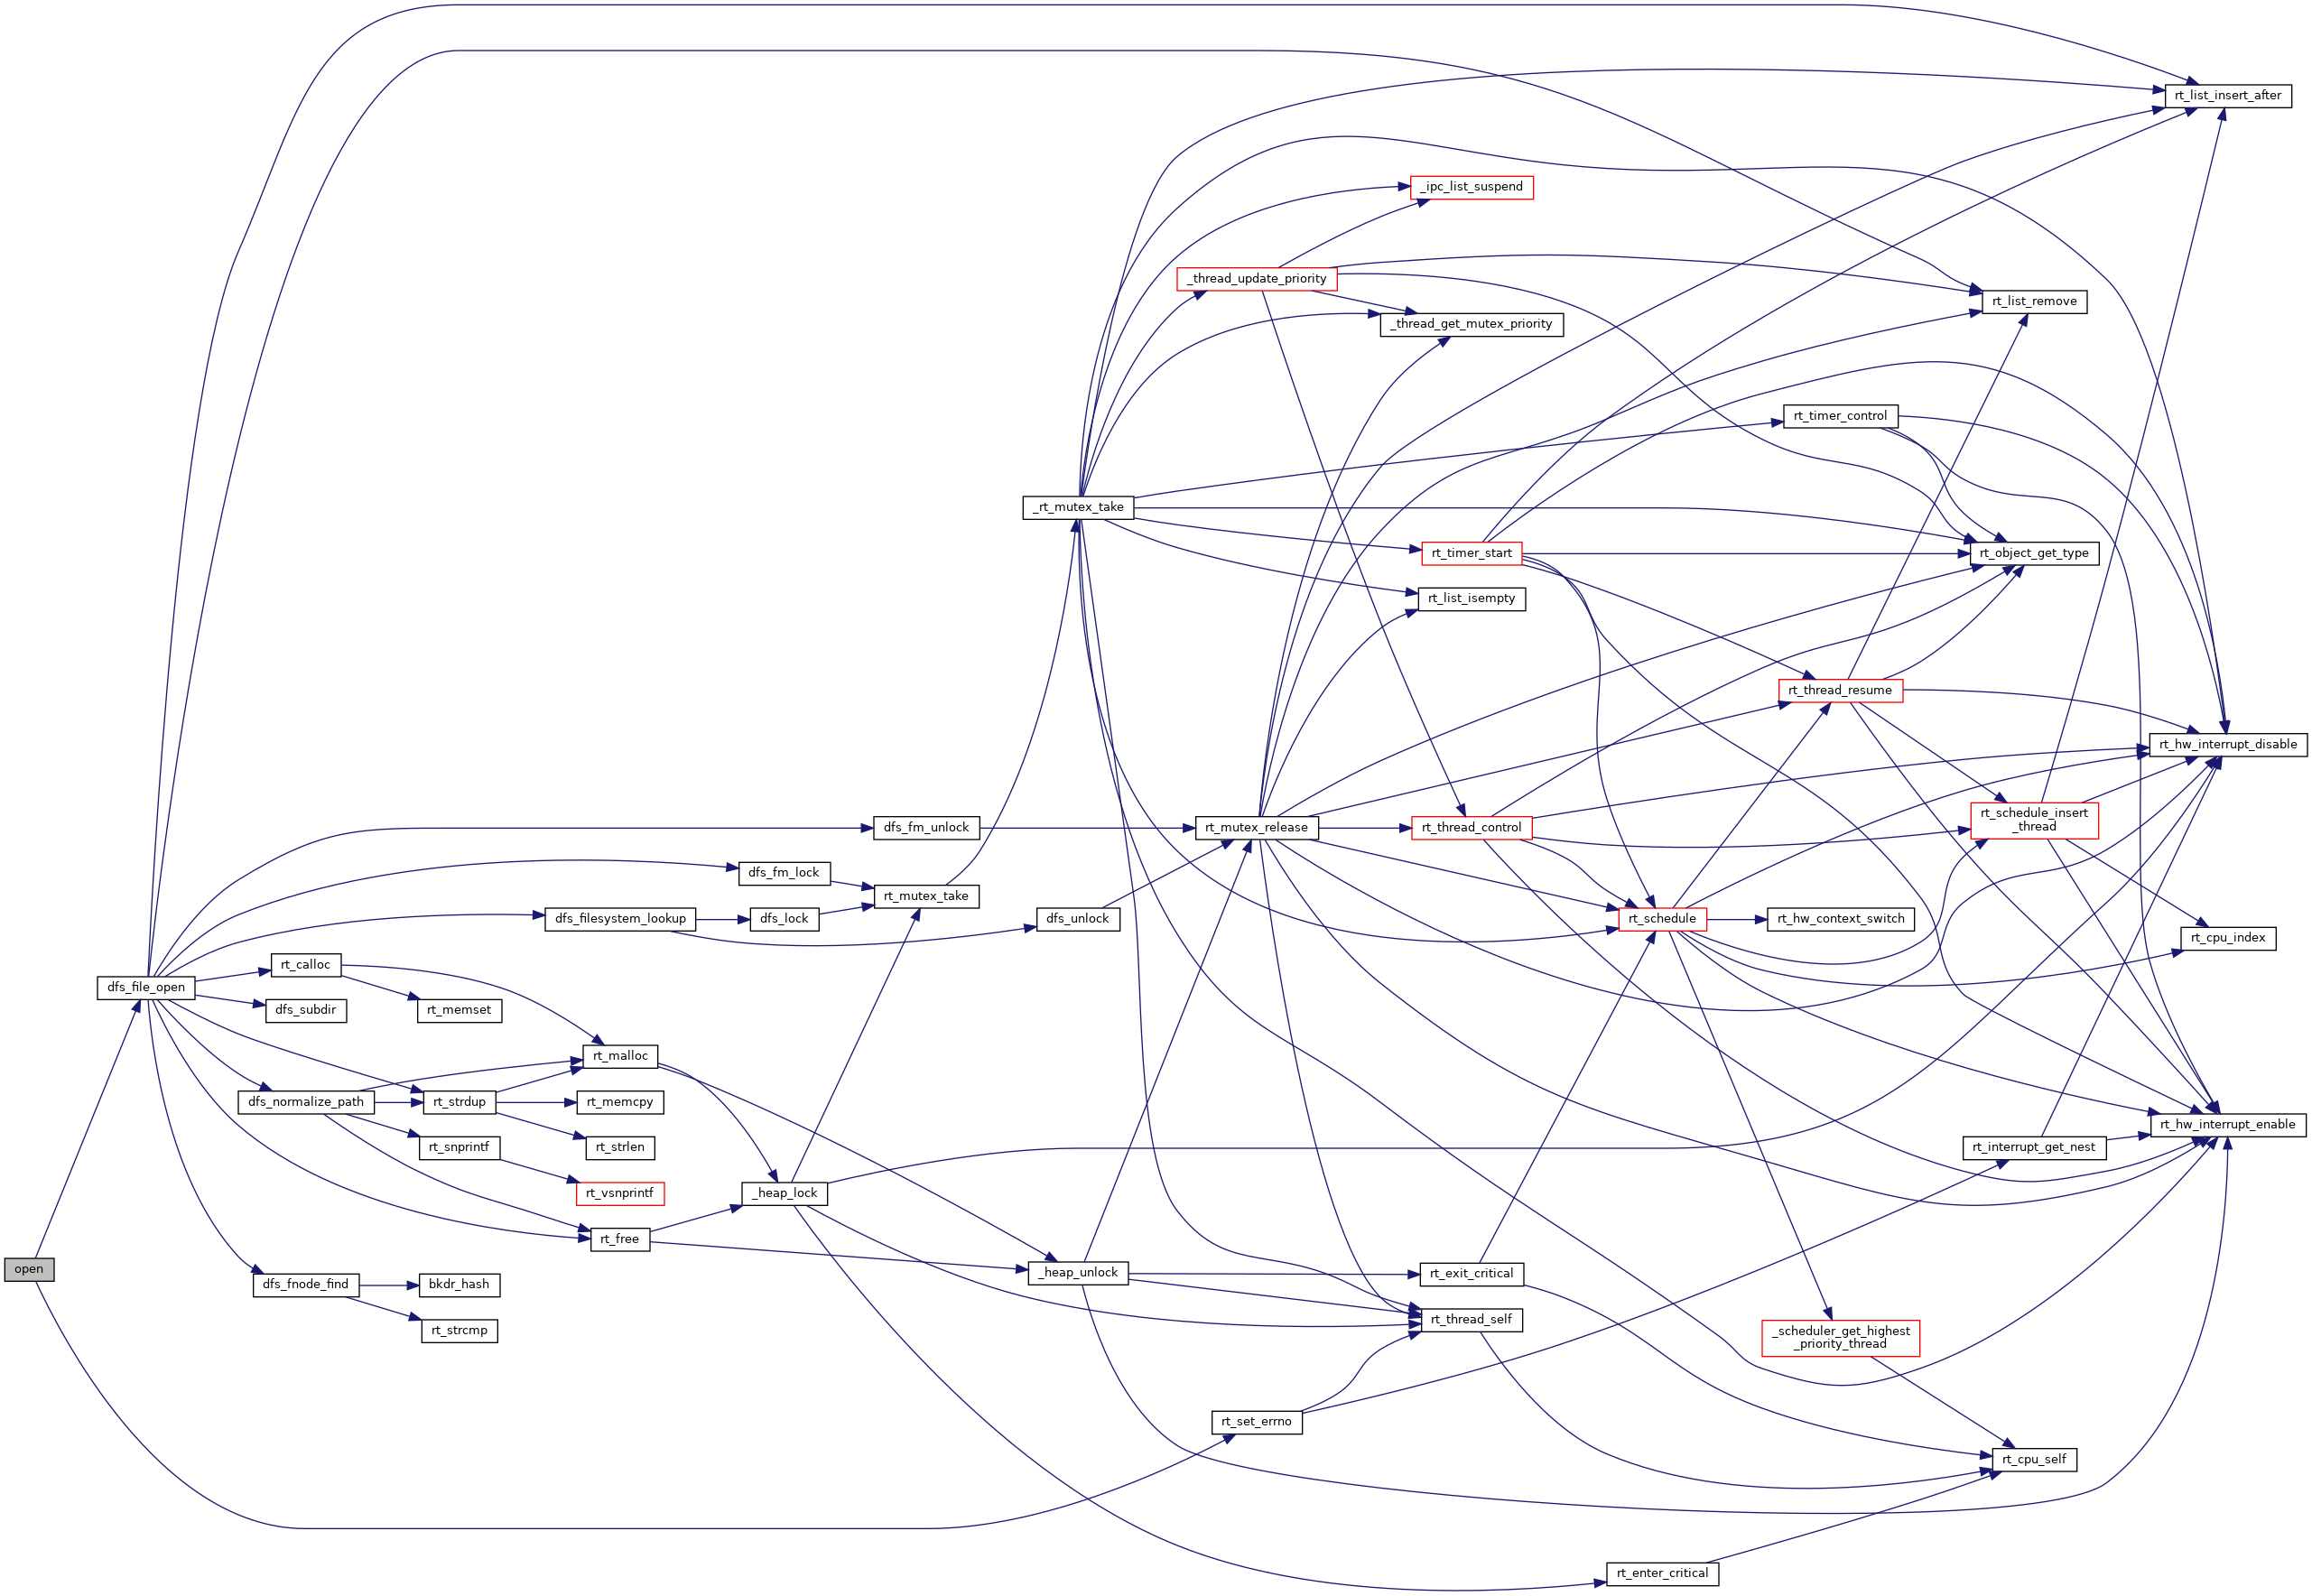 rt_list_insert_after
_ipc_list_suspend
_thread_update_priority
rt_list_remove
_thread_get_mutex_priority
rt_timer_control
_rt_mutex_take
rt_timer_start
rt_object_get_type
rt_list_isempty
rt_thread_resume
rt_hw_interrupt_disable
rt_schedule_insert
_thread
dfs_fm_unlock
rt_mutex_release
rt_thread_control
dfs_fm_lock
rt_mutex_take
dfs_filesystem_lookup
dfs_lock
dfs_unlock
rt_schedule
rt_hw_context_switch
rt_cpu_index
rt_calloc
dfs_file_open
dfs_subdir
rt_memset
rt_malloc
dfs_normalize_path
rt_strdup
rt_memcpy
rt_hw_interrupt_enable
rt_snprintf
rt_strlen
rt_interrupt_get_nest
_heap_lock
rt_vsnprintf
rt_free
open
_heap_unlock
rt_exit_critical
dfs_fnode_find
bkdr_hash
rt_thread_self
rt_strcmp
_scheduler_get_highest
_priority_thread
rt_set_errno
rt_cpu_self
rt_enter_critical